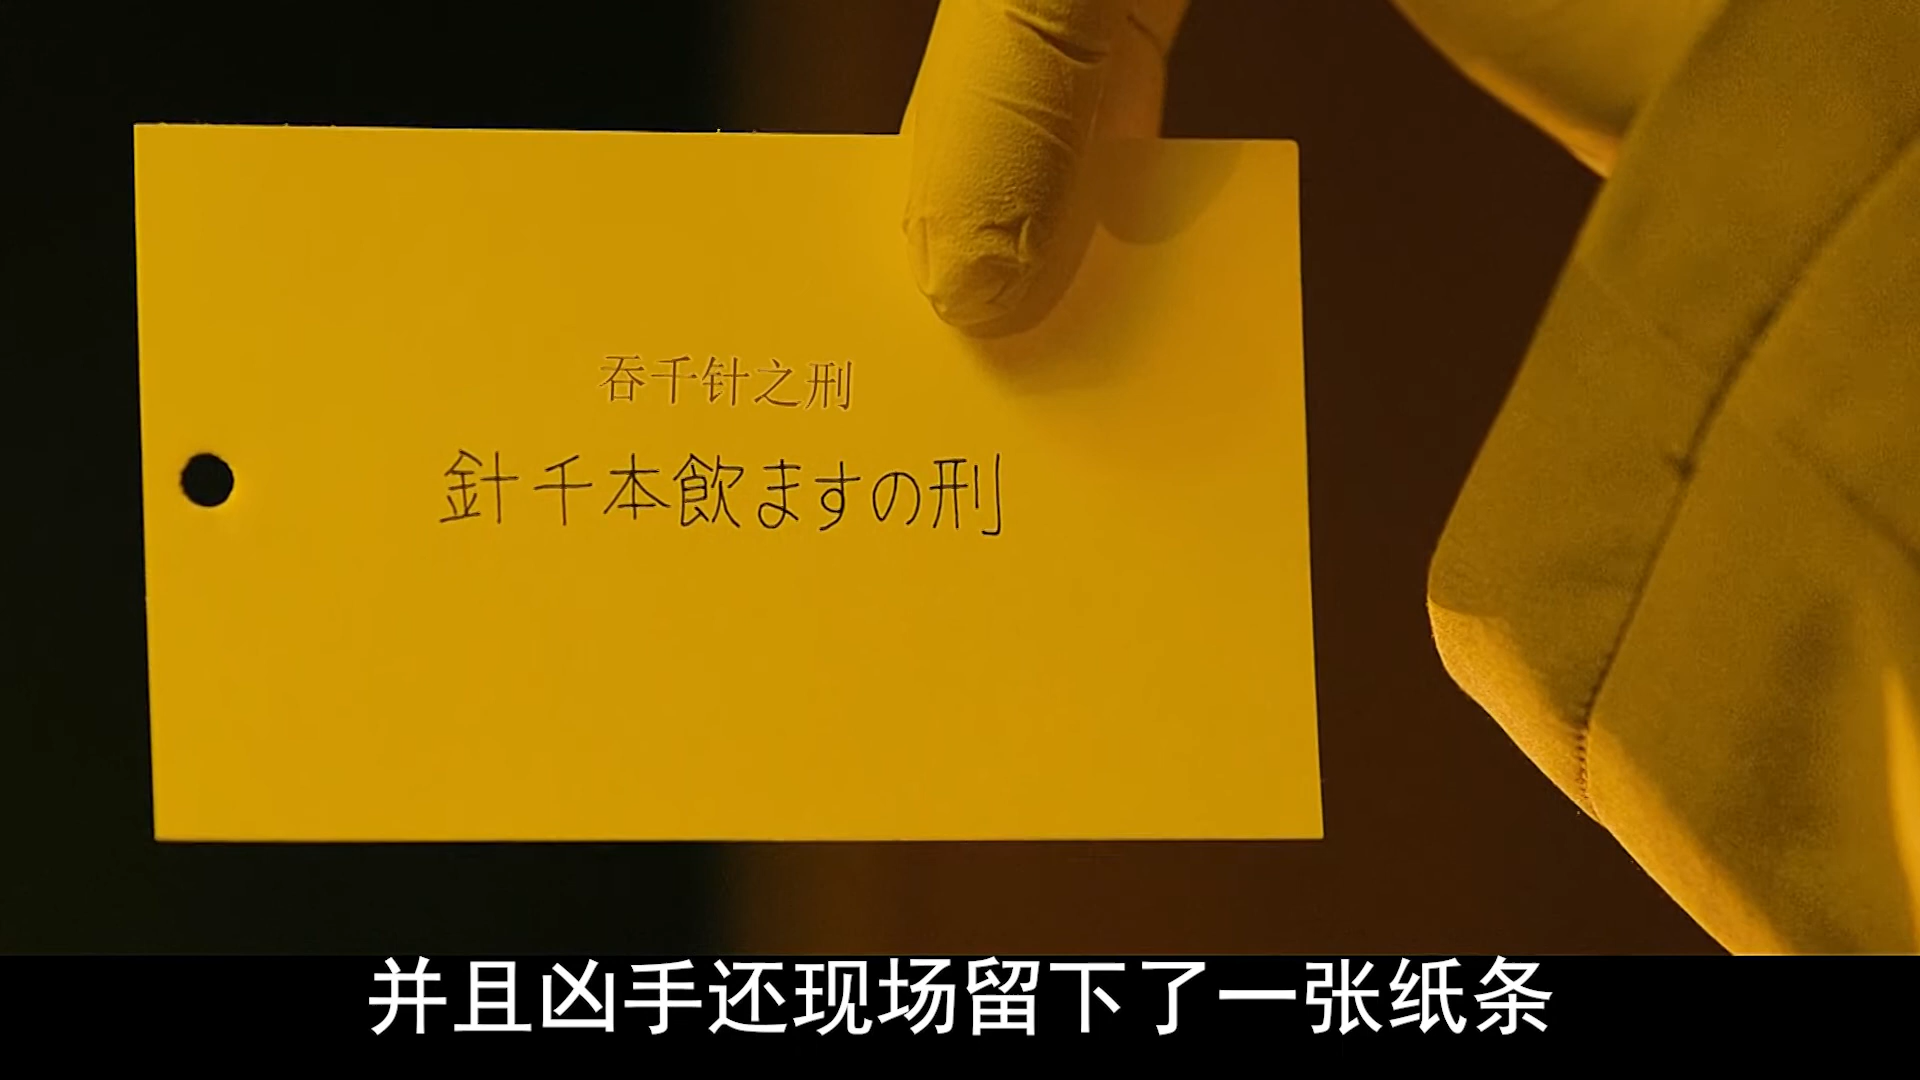 吞千针之刑
針千本飲ますの刑
并且凶手还现场留下了一张纸条